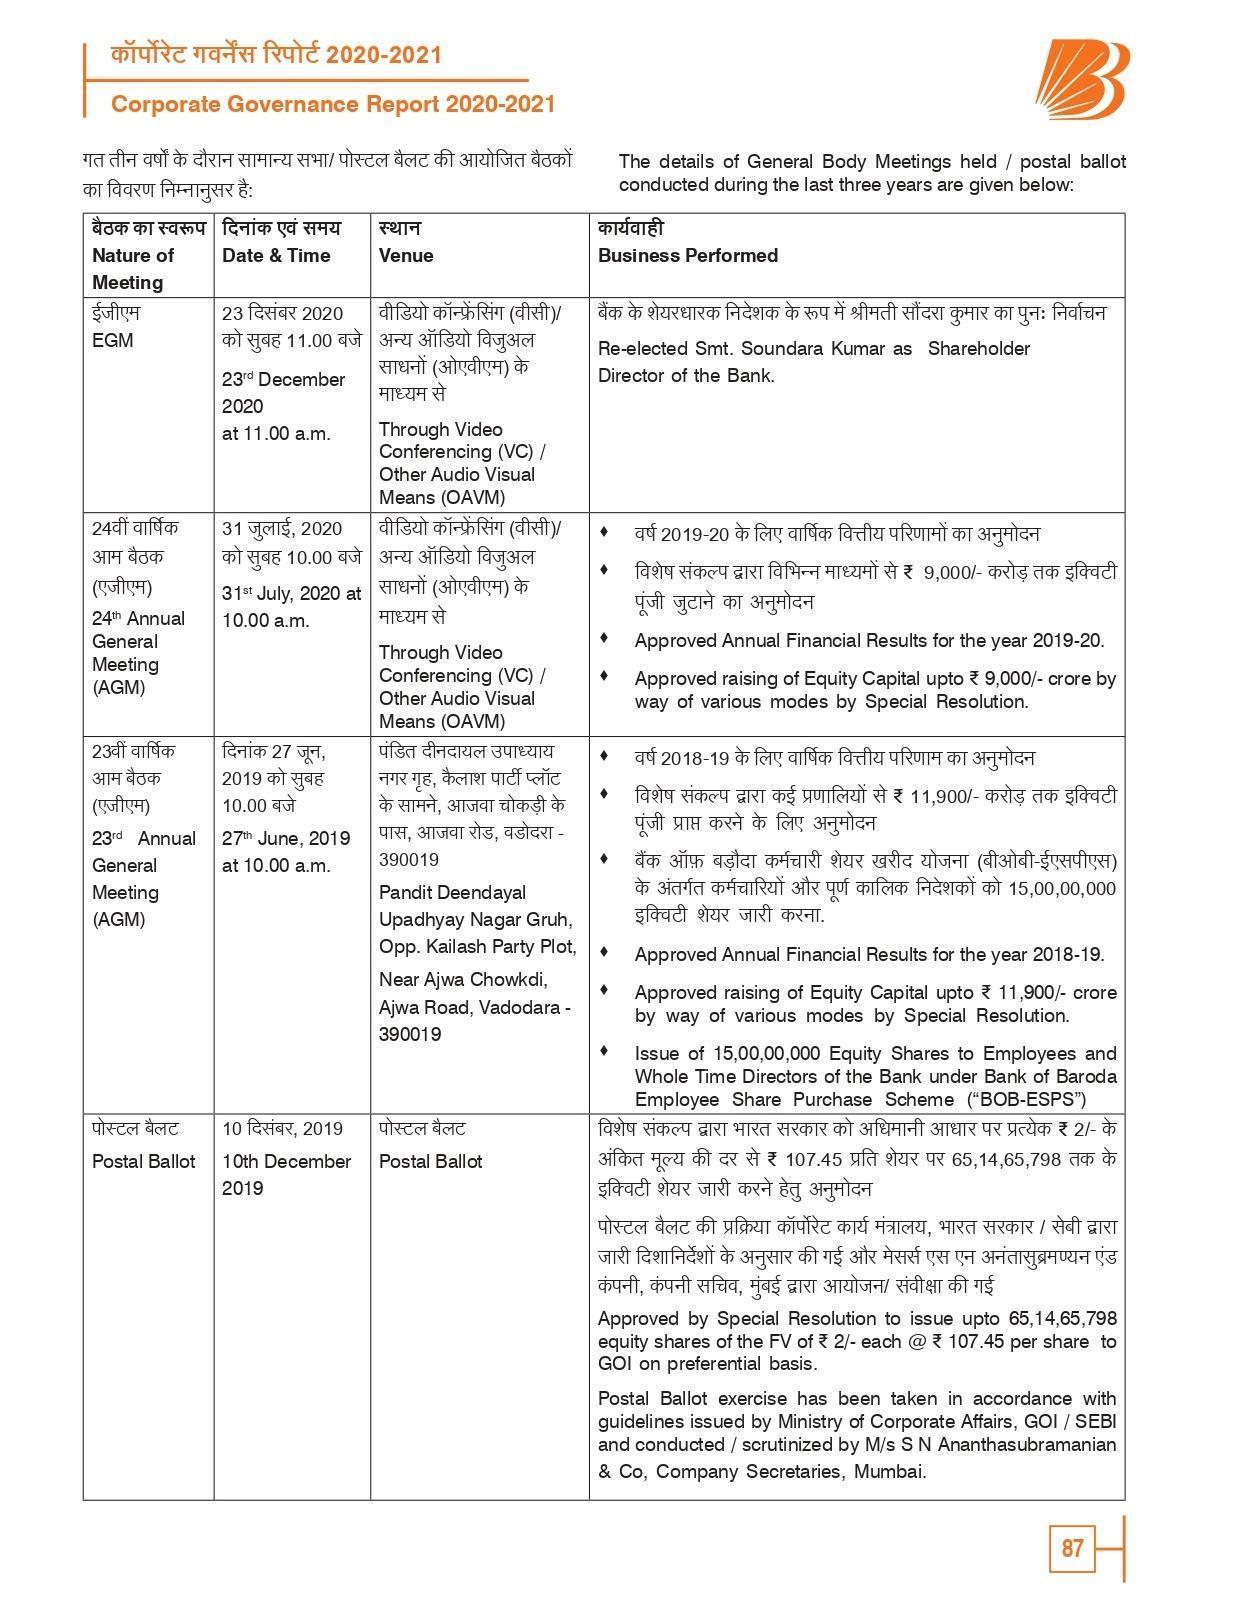 कॉर्पोरेट गवर्नेंस रिपोर्ट 2020-2021
Corporate Governance Report 2020-2021
गत तीन वर्षों के दौरान सामान्य सभा/ पोस्टल बैलट की आयोजित बैठकों
का विवरण निम्नानुसर है:
The details of General Body Meetings held / postal ballot
conducted during the last three years are given below:
बैठक का स्वरूप
Nature of
Meeting
दिनांक एवं समय
Date & Time
स्थान
Venue
कार्यवाही
Business Performed
ईजीएम
EGM
23 दिसंबर 2020
को सुबह 11.00 बजे
23rd December
2020
at 11.00 a.m.
वीडियो कॉन्फ्रेंसिंग (वीसी)/
अन्य ऑडियो विजुअल
साधनों (ओएवीएम) के
माध्यम से
Through Video
Conferencing (VC) /
Other Audio Visual
Means (OAVM)
बैंक के शेयरधारक निदेशक के रूप में श्रीमती सौंदरा कुमार का पुनः निर्वाचन
Re-elected Smt. Soundara Kumar as Shareholder
Director of the Bank.
24वीं वार्षिक
आम बैठक
(एजीएम)
24th Annual
General
Meeting
(AGM)
31 जुलाई, 2020
को सुबह 10.00 बजे
31st July, 2020 at
10.00 a.m.
वीडियो कॉन्फ्रेंसिंग (वीसी)/
अन्य ऑडियो विजुअल
साधनों (ओएवीएम) के
माध्यम से
Through Video
Conferencing (VC) /
Other Audio Visual
Means (OAVM)
♦ वर्ष 2019-20 के लिए वार्षिक वित्तीय परिणामों का अनुमोदन
♦ विशेष संकल्प द्वारा विभिन्न माध्यमों से ₹ 9,000/- करोड़ तक इक्विटी
पूंजी जुटाने का अनुमोदन
♦ Approved Annual Financial Results for the year 2019-20.
♦ Approved raising of Equity Capital upto ₹ 9,000/- crore by
way of various modes by Special Resolution.
23वीं वार्षिक
आम बैठक
(एजीएम)
23rd Annual
General
Meeting
(AGM)
दिनांक 27 जून,
2019 को सुबह
10.00 बजे
27th June, 2019
at 10.00 a.m.
पंडित दीनदायल उपाध्याय
नगर गृह, कैलाश पार्टी प्लॉट
के सामने, आजवा चोकड़ी के
पास, आजवा रोड, वडोदरा -
390019
Pandit Deendayal
Upadhyay Nagar Gruh,
Opp. Kailash Party Plot,
Near Ajwa Chowkdi,
Ajwa Road, Vadodara -
390019
♦ वर्ष 2018-19 के लिए वार्षिक वित्तीय परिणाम का अनुमोदन
♦ विशेष संकल्प द्वारा कई प्रणालियों से ₹ 11,900/- करोड़ तक इक्विटी
पूंजी प्राप्त करने के लिए अनुमोदन
♦ बैंक ऑफ़ बड़ौदा कर्मचारी शेयर खरीद योजना (बीओबी-ईएसपीएस)
के अंतर्गत कर्मचारियों और पूर्ण कालिक निदेशकों को 15,00,00,000
इक्विटी शेयर जारी करना.
♦ Approved Annual Financial Results for the year 2018-19.
♦ Approved raising of Equity Capital upto ₹ 11,900/- crore
by way of various modes by Special Resolution.
♦ Issue of 15,00,00,000 Equity Shares to Employees and
Whole Time Directors of the Bank under Bank of Baroda
Employee Share Purchase Scheme (“BOB-ESPS”)
पोस्टल बैलट
Postal Ballot
10 दिसंबर, 2019
10th December
2019
पोस्टल बैलट
Postal Ballot
विशेष संकल्प द्वारा भारत सरकार को अधिमानी आधार पर प्रत्येक ₹ 2/- के
अंकित मूल्य की दर से ₹ 107.45 प्रति शेयर पर 65,14,65,798 तक के
इक्विटी शेयर जारी करने हेतु अनुमोदन
पोस्टल बैलट की प्रक्रिया कॉर्पोरेट कार्य मंत्रालय, भारत सरकार / सेबी द्वारा
जारी दिशानिर्देशों के अनुसार की गई और मेसर्स एस एन अनंतासुब्रमण्यन एंड
कंपनी, कंपनी सचिव, मुंबई द्वारा आयोजन/ संवीक्षा की गई
Approved by Special Resolution to issue upto 65,14,65,798
equity shares of the FV of ₹ 2/- each @ ₹ 107.45 per share to
GOI on preferential basis.
Postal Ballot exercise has been taken in accordance with
guidelines issued by Ministry of Corporate Affairs, GOI / SEBI
and conducted / scrutinized by M/s S N Ananthasubramanian
& Co, Company Secretaries, Mumbai.
87